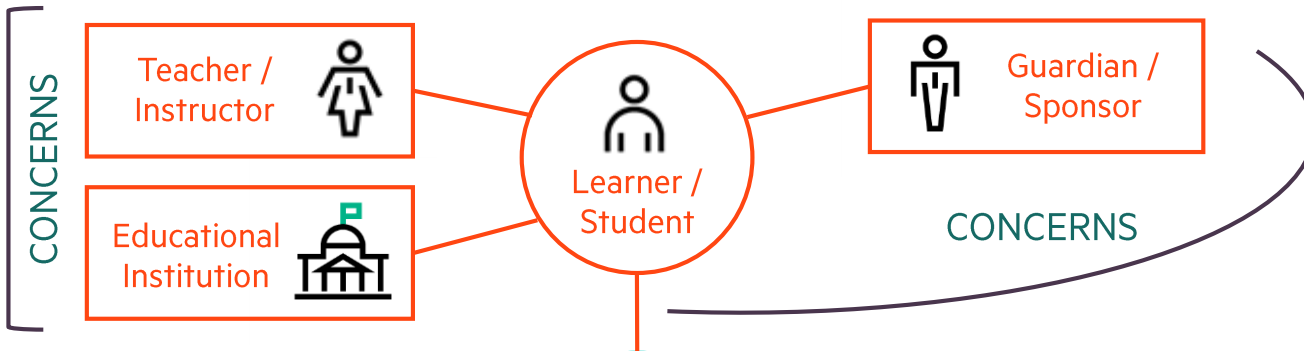 CONCERNS
Teacher /
Instructor
Educational
Institution
Learner /
Student
Guardian /
Sponsor
CONCERNS